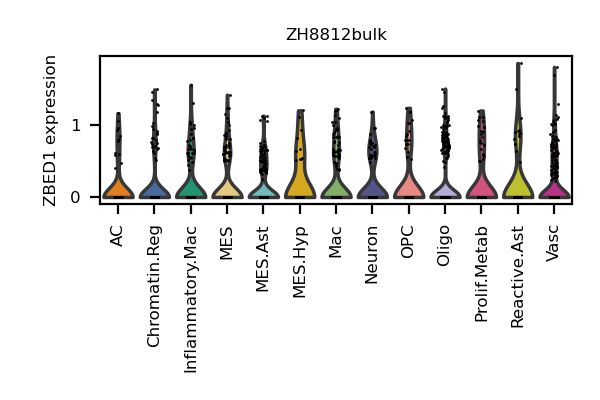 ZH8812bulk
ZBED1 expression
1
0
AC
Chromatin.Reg
Inflammatory.Mac
MES
MES.Ast
MES.Hyp
Mac
Neuron
OPC
Oligo
Prolif.Metab
Reactive.Ast
Vasc